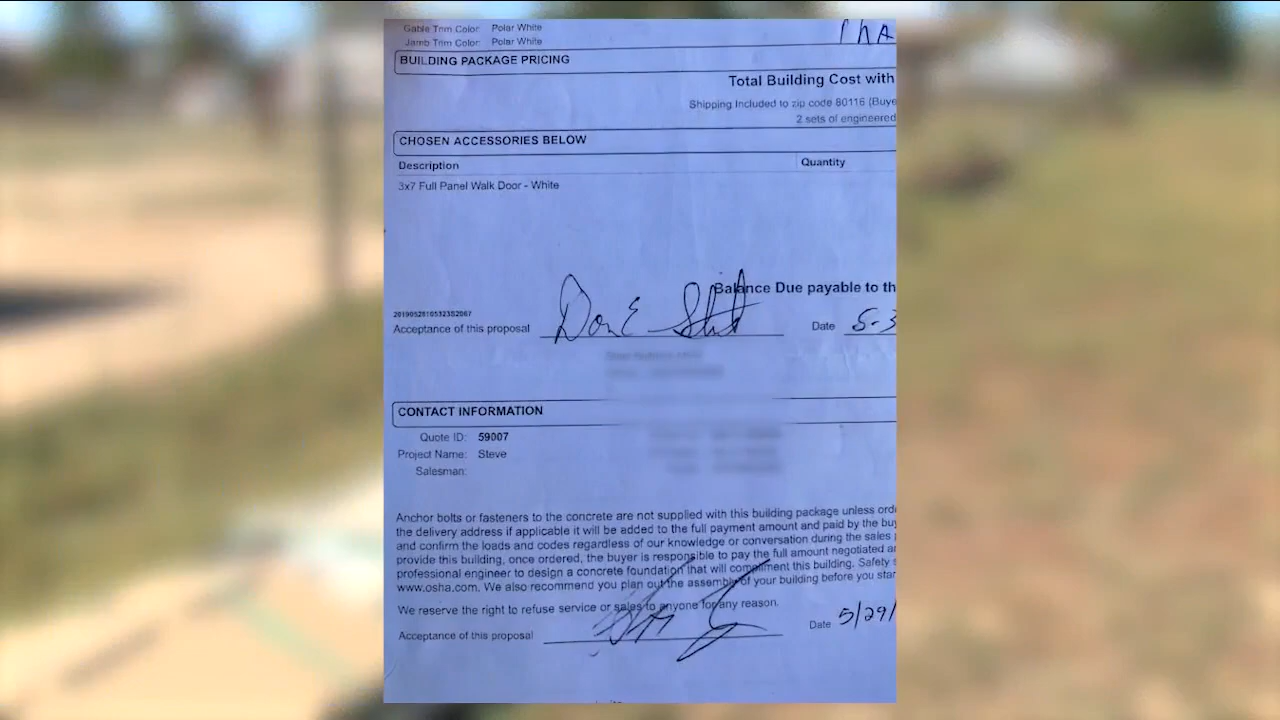 Gable Trim Color: Polar White
Jamb Trim Color: Polar White
BUILDING PACKAGE PRICING
Total Building Cost with
Shipping Included to zip code 80116 (Buye
2 sets of engineered
CHOSEN ACCESSORIES BELOW
Description Quantity
3x7 Full Panel Walk Door - White
Balance Due payable to th
Acceptance of this proposal Don E Stit Date 5-3
CONTACT INFORMATION
Quote ID: 59007
Project Name: Steve
Salesman:
Anchor bolts or fasteners to the concrete are not supplied with this building package unless ord
the delivery address if applicable it will be added to the full payment amount and paid by the buy
and confirm the loads and codes regardless of our knowledge or conversation during the sales
provide this building, once ordered, the buyer is responsible to pay the full amount negotiated a
professional engineer to design a concrete foundation that will compliment this building. Safety s
www.osha.com. We also recommend you plan out the assembly of your building before you star
We reserve the right to refuse service or sales to anyone for any reason.
Acceptance of this proposal Date 5/29/